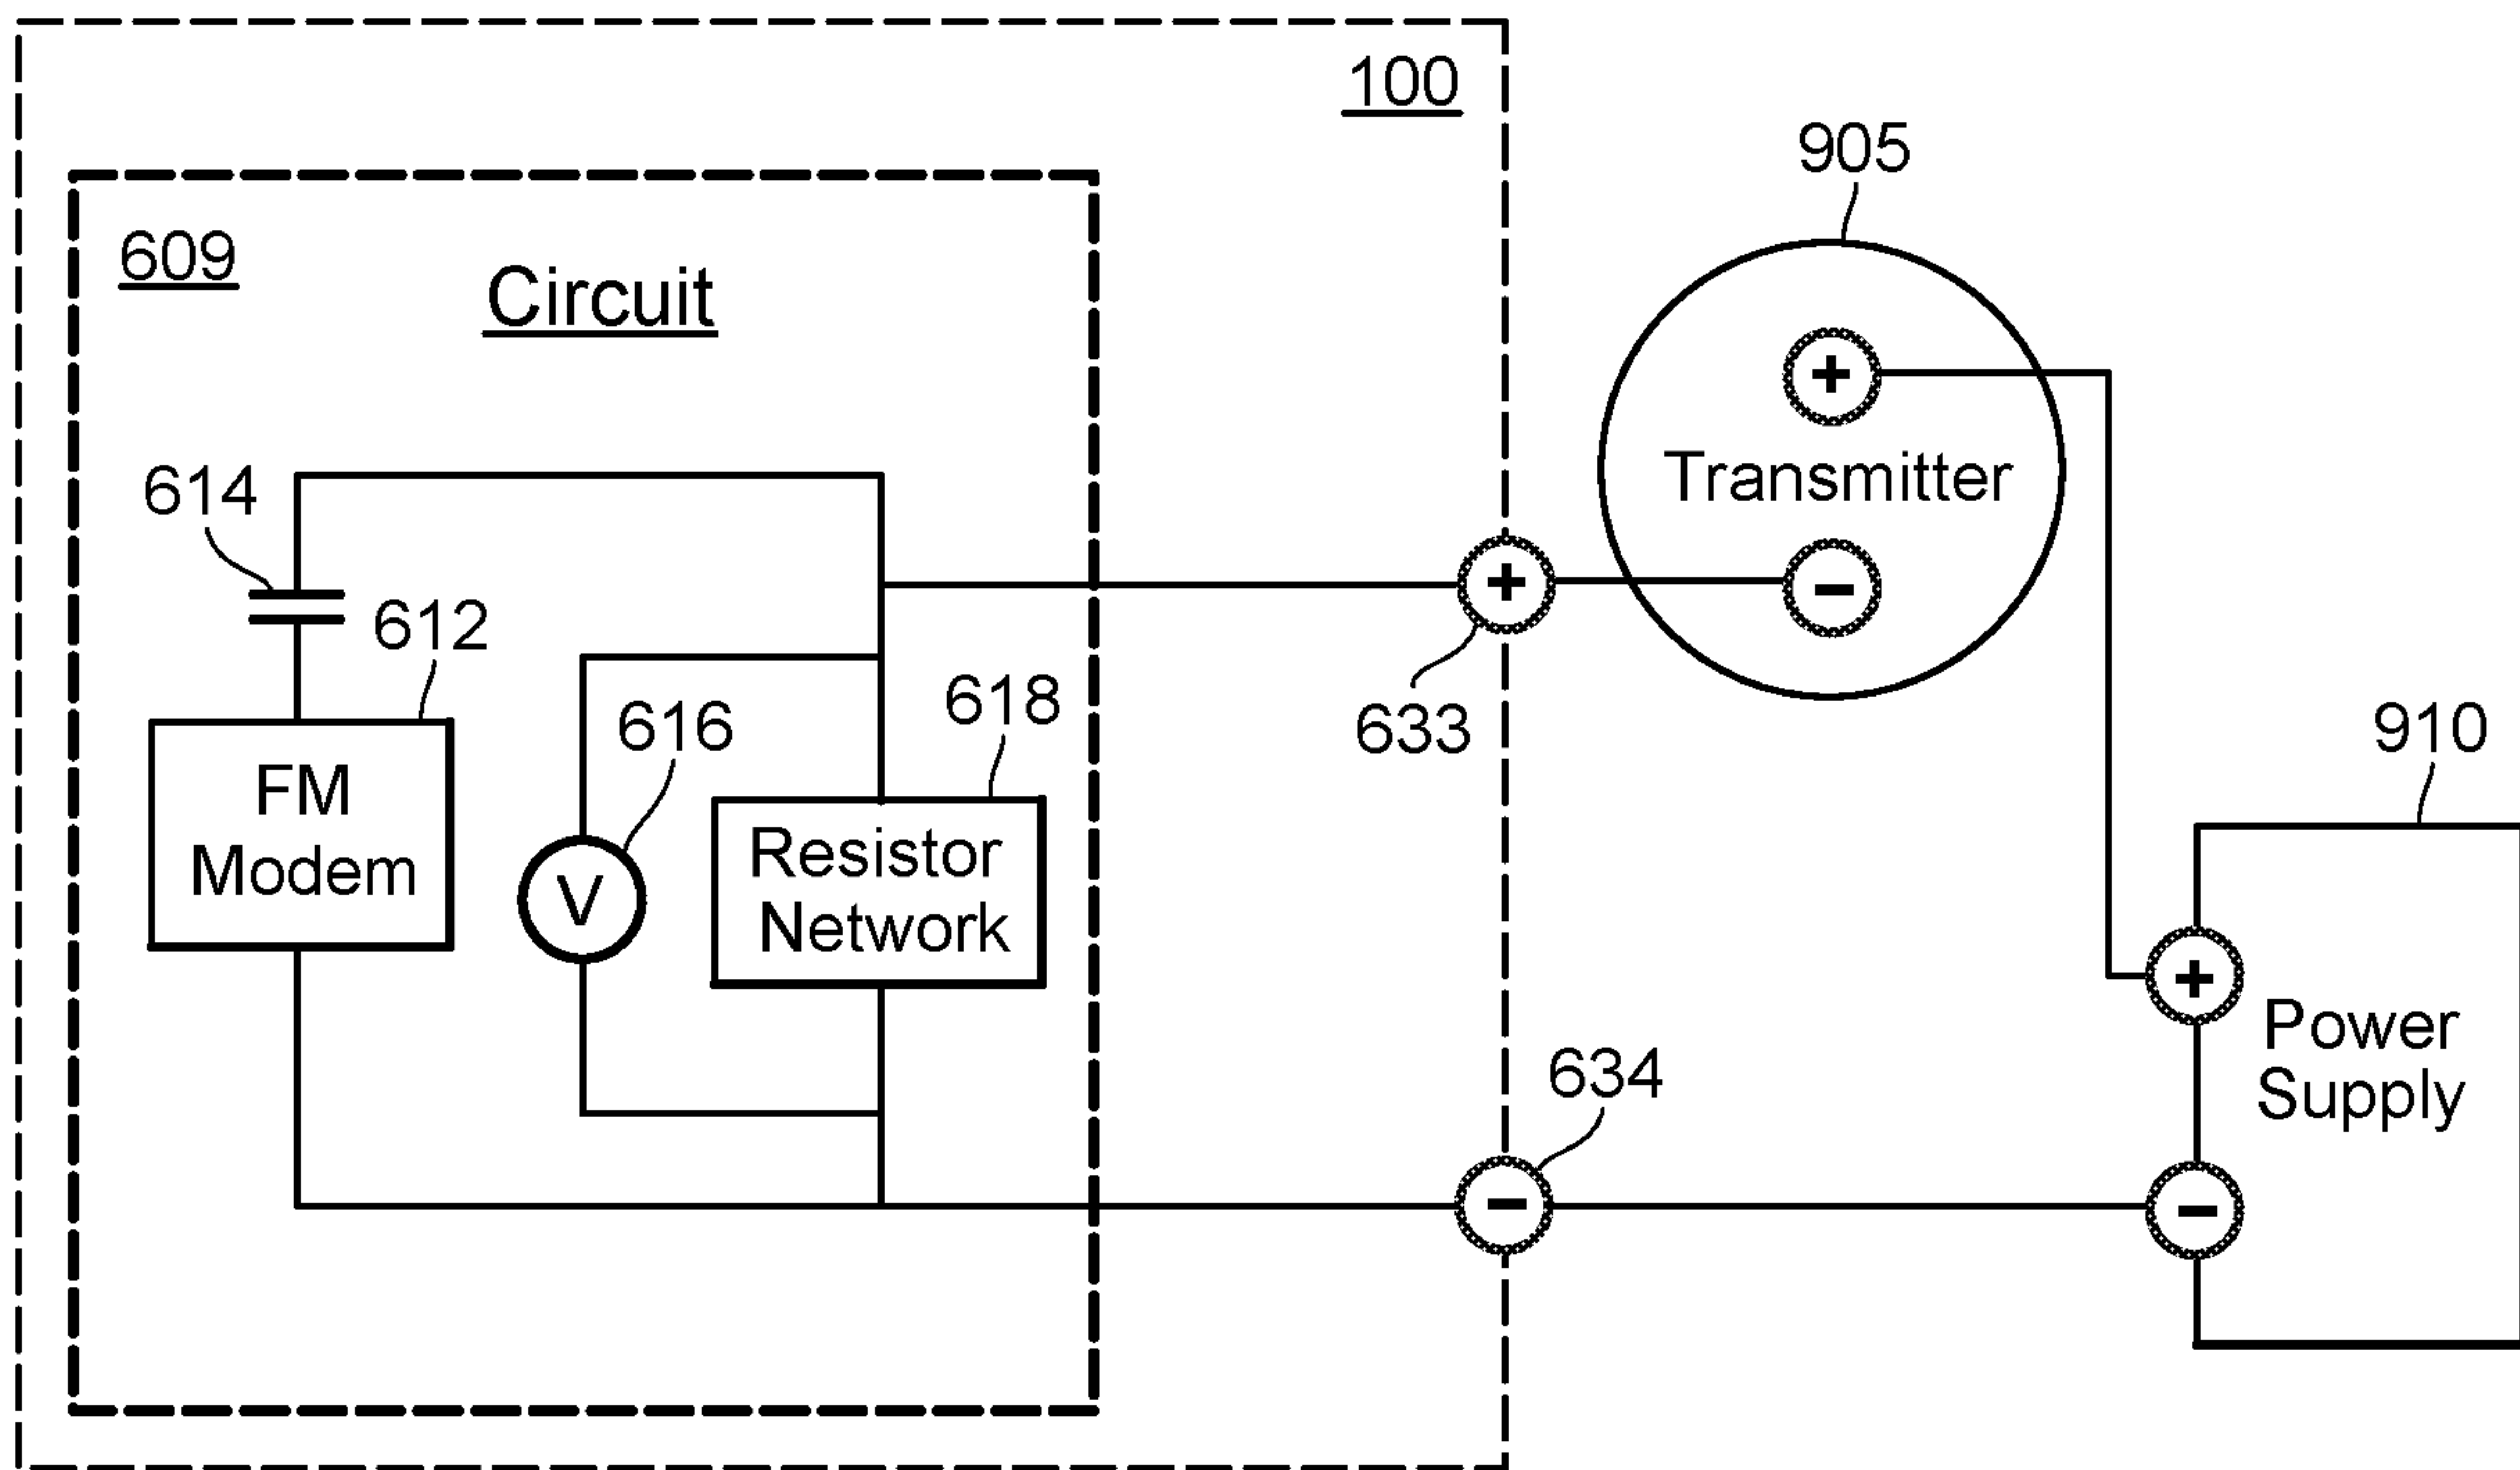 100
905
609
Circuit
+
Transmitter
614
+
-
612
633
618
616
910
FM
Modem
V
Resistor
Network
+
Power
Supply
634
-
-